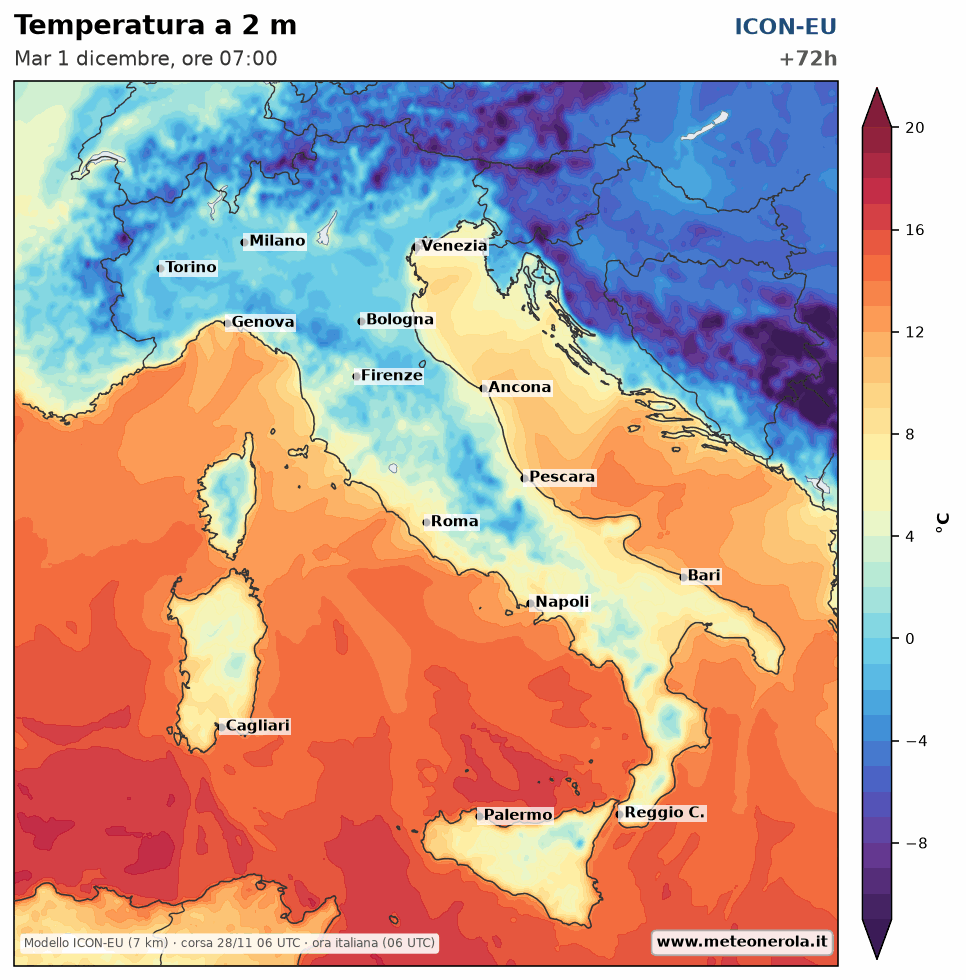 Temperatura a 2 m
ICON-EU
Mar 1 dicembre, ore 07:00
+72h
20
16
12
8
4
0
−4
−8
°C
Milano
Venezia
Torino
Genova
Bologna
Firenze
Ancona
Pescara
Roma
Bari
Napoli
Cagliari
Palermo
Reggio C.
Modello ICON-EU (7 km) · corsa 28/11 06 UTC · ora italiana (06 UTC)
www.meteonerola.it